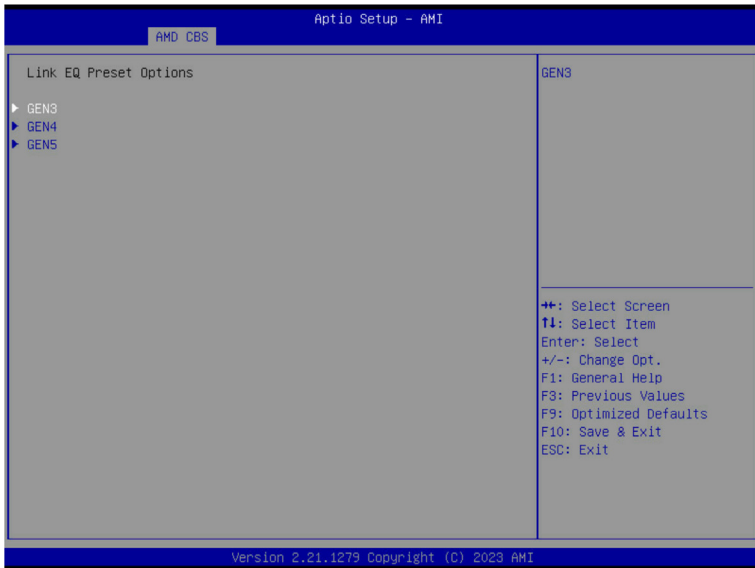 Aptio Setup – AMI
AMD CBS
Link EQ Preset Options
GEN3
GEN4
GEN5
GEN3
→←: Select Screen
↑↓: Select Item
Enter: Select
+/-: Change Opt.
F1: General Help
F3: Previous Values
F9: Optimized Defaults
F10: Save & Exit
ESC: Exit
Version 2.21.1279 Copyright (C) 2023 AMI